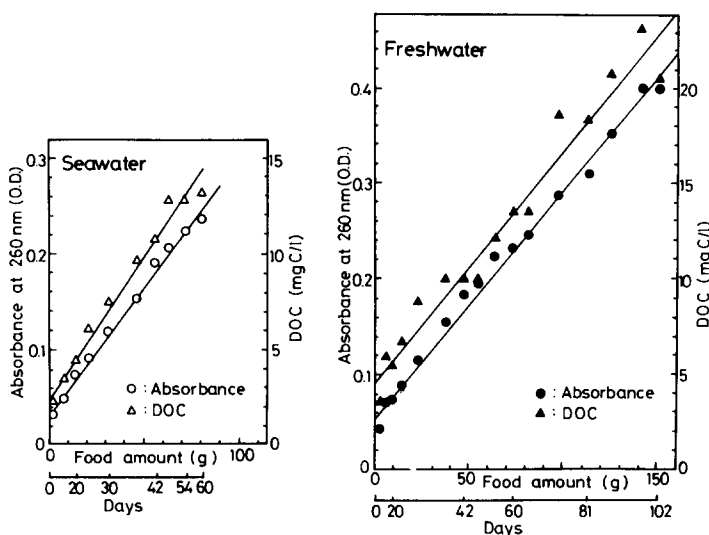 Seawater
Absorbance at 260 nm (O.D.)
0.3
0.2
0.1
0
15
10
5
0
DOC (mgC/l)
○ : Absorbance
△ : DOC
0 Food amount (g) 100
0 20 30 42 54 60
Days
Freshwater
Absorbance at 260 nm (O.D.)
0.4
0.3
0.2
0.1
0
20
15
10
5
0
DOC (mgC/l)
● : Absorbance
▲ : DOC
0 50 100 150
Food amount (g)
0 20 42 60 81 102
Days